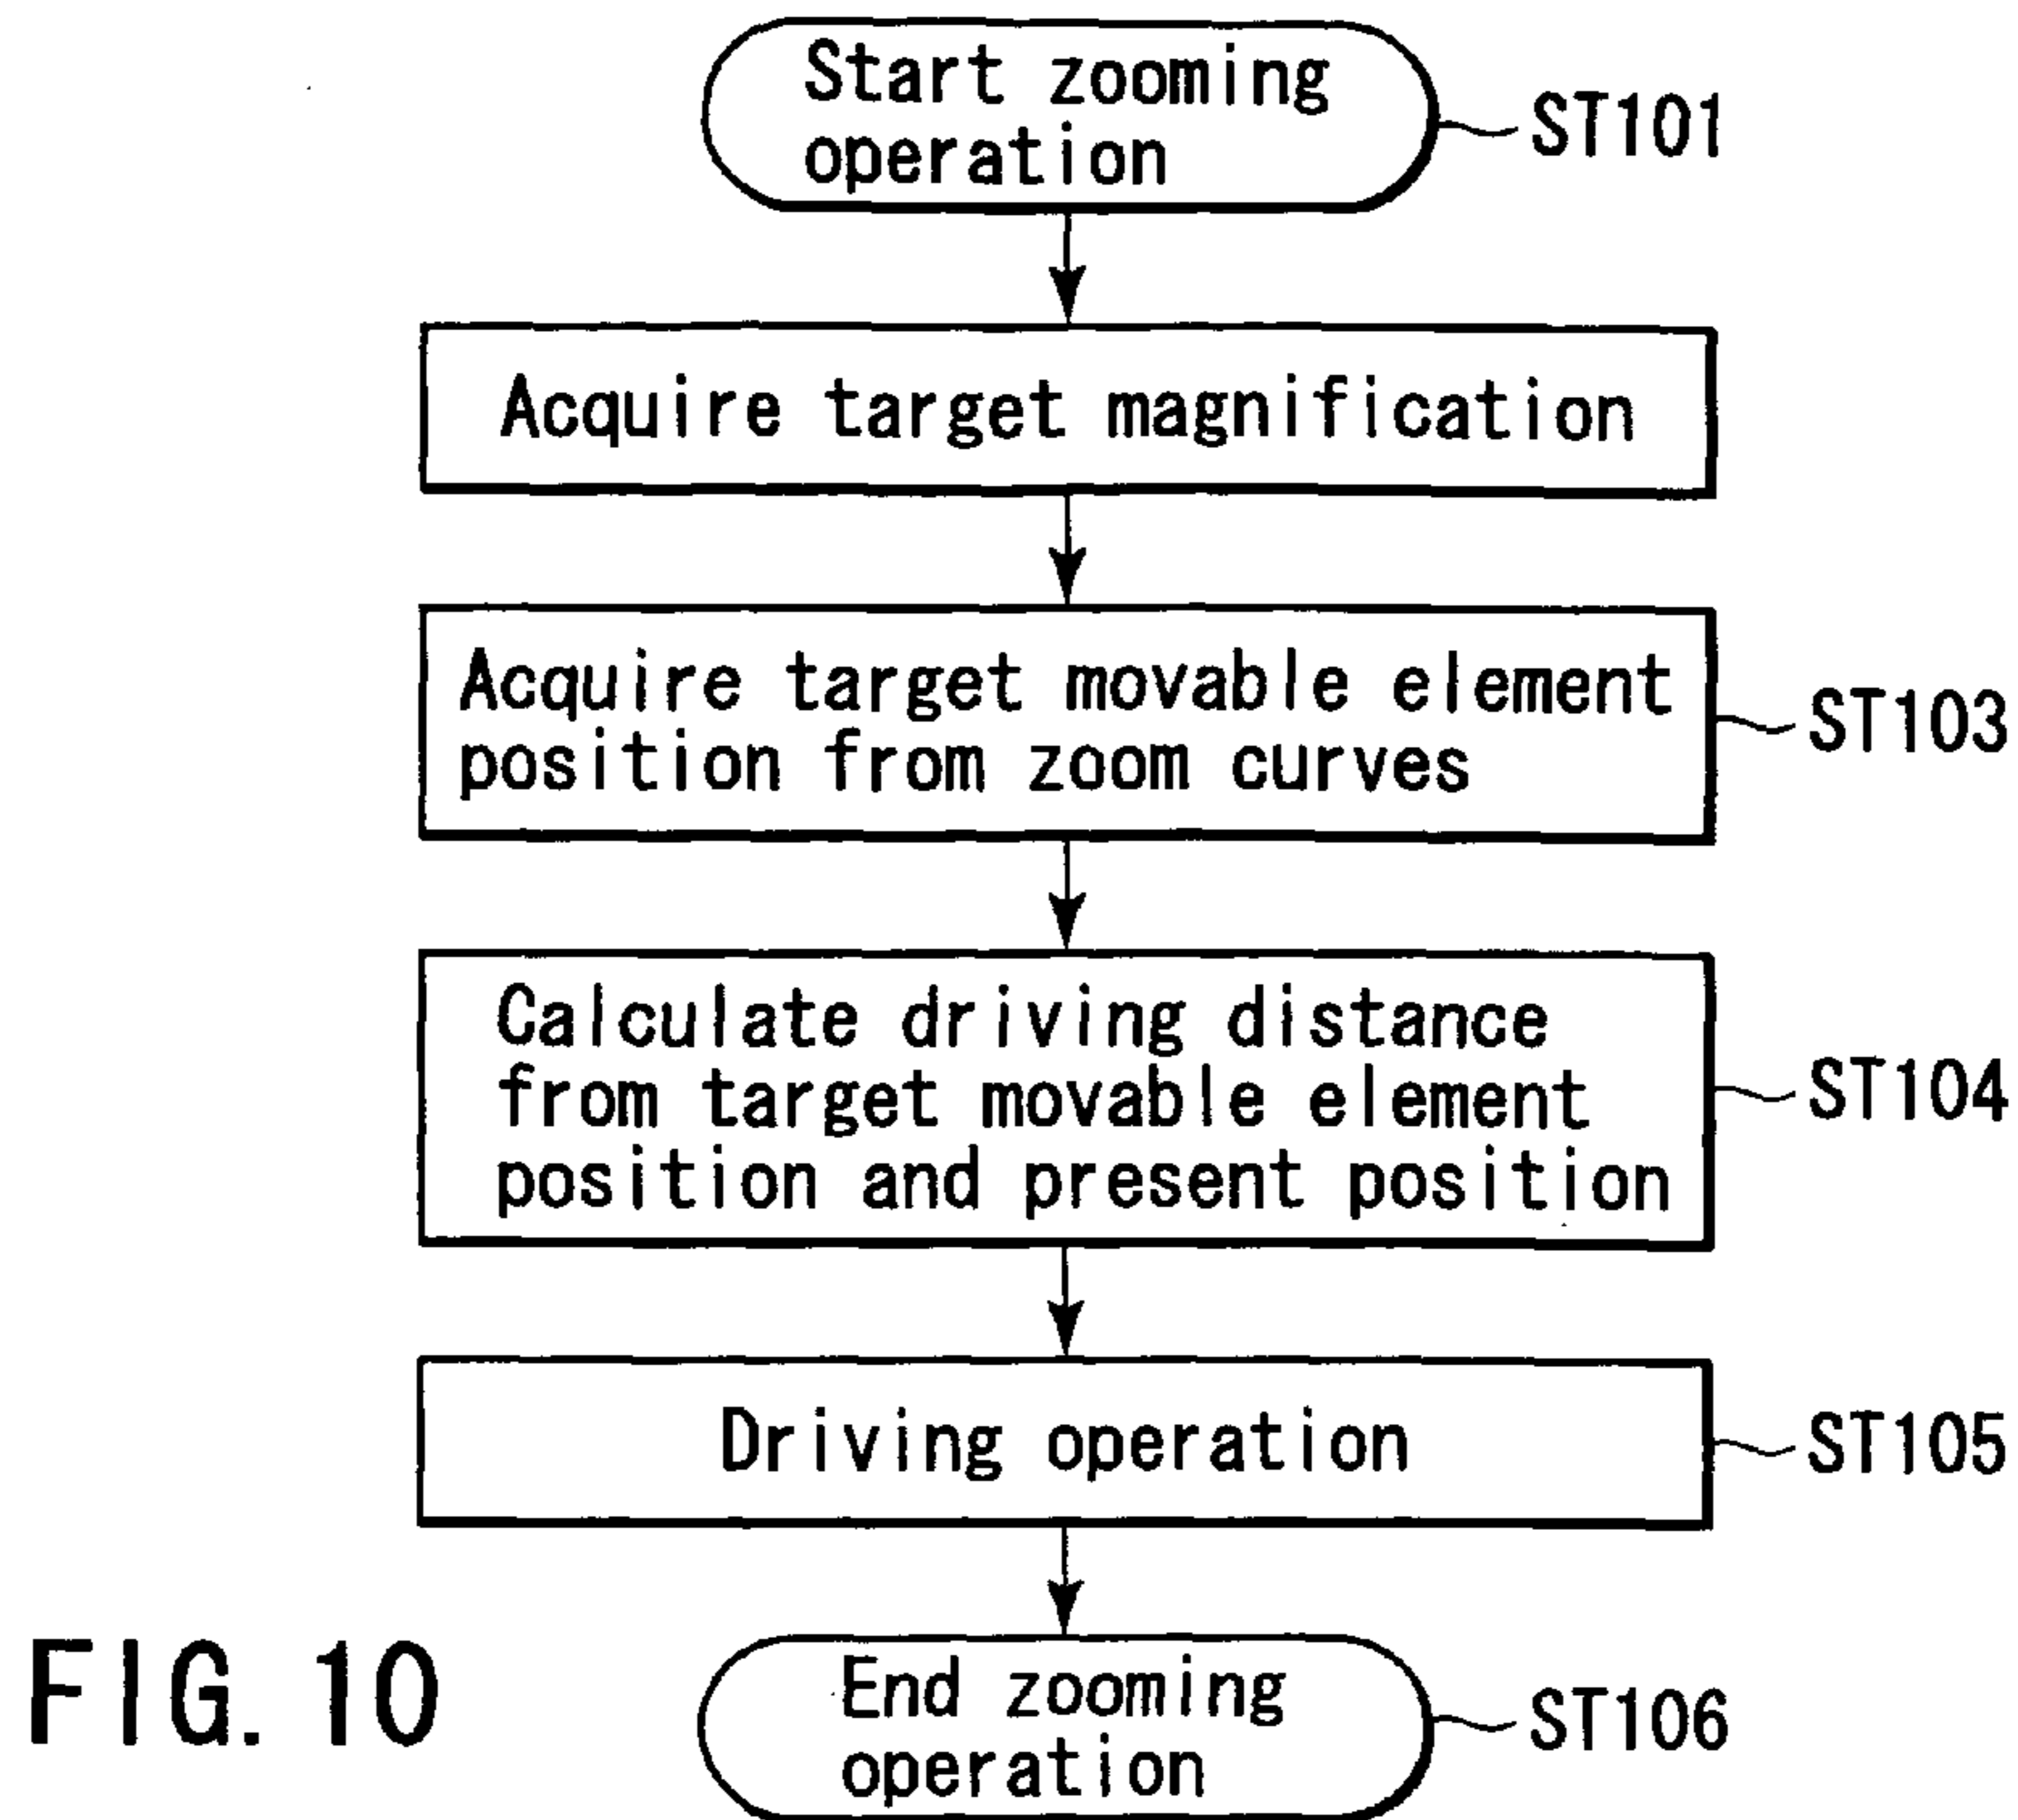 Start zooming
operation
ST101
Acquire target magnification
Acquire target movable element
position from zoom curves
ST103
Calculate driving distance
from target movable element
position and present position
ST104
Driving operation
ST105
End zooming
operation
ST106
FIG. 10